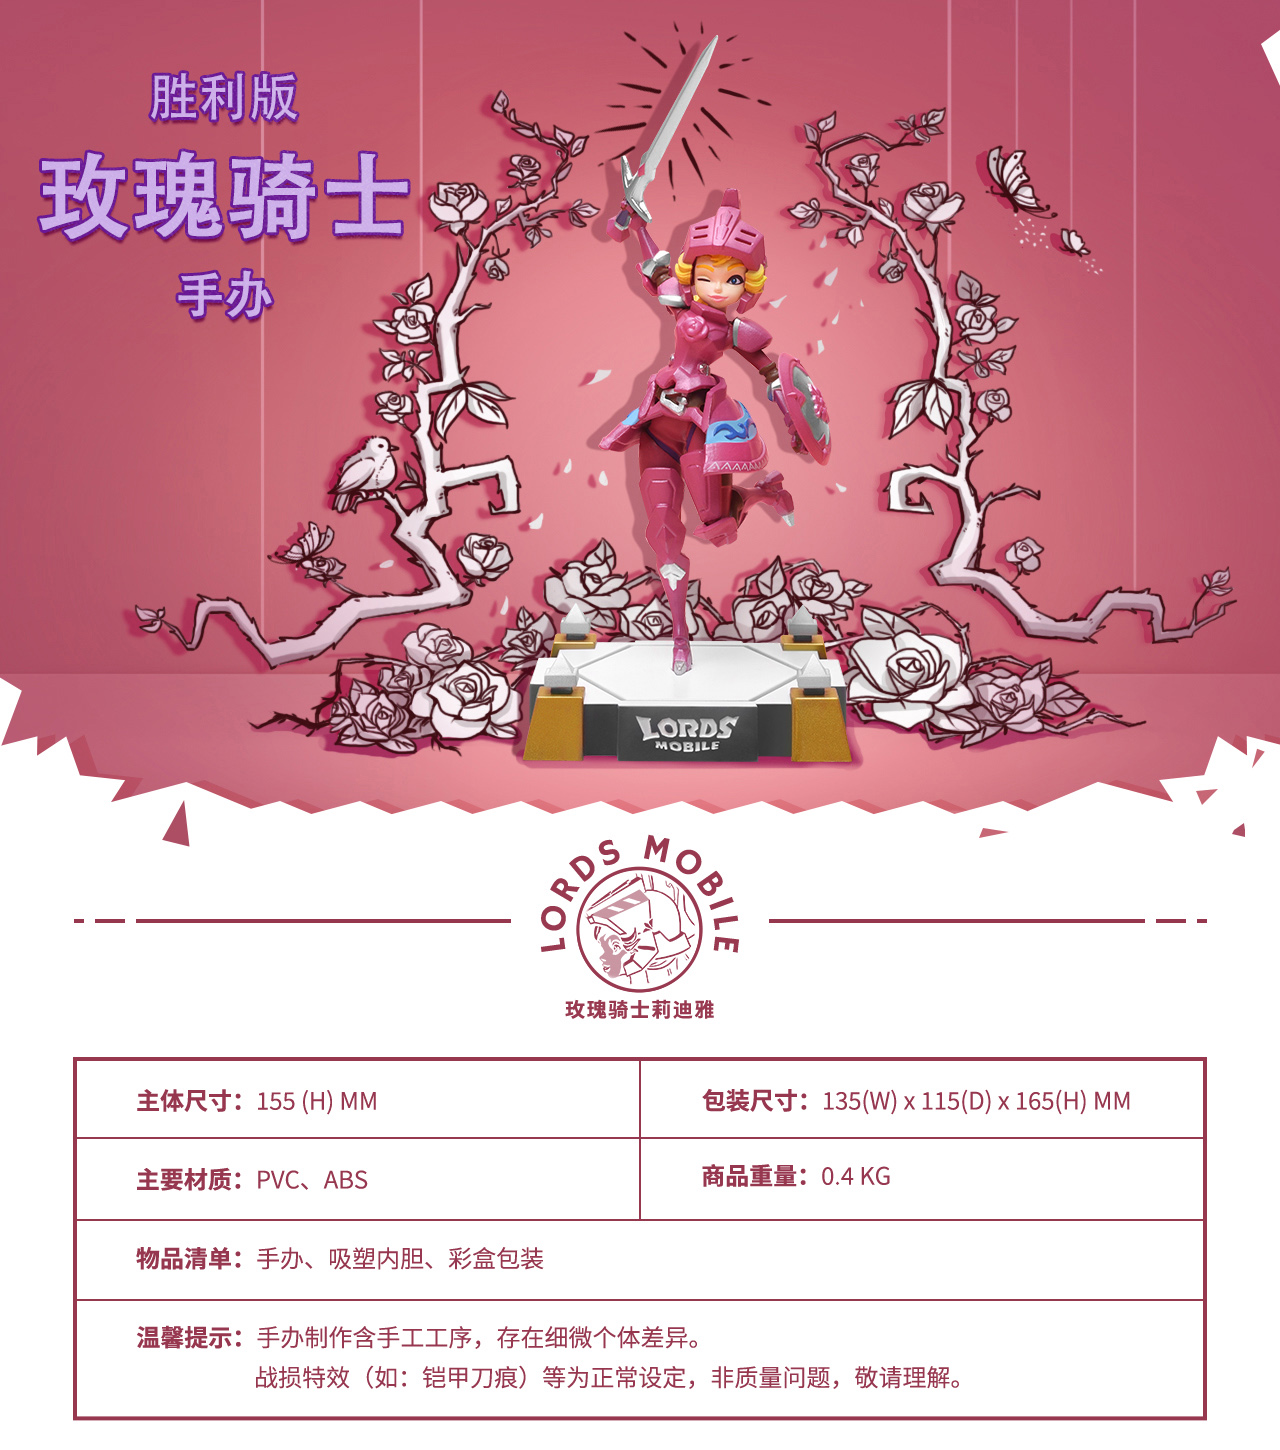 胜利版
玫瑰骑士
手办
LORDS
MOBILE
LORDS MOBILE
玫瑰骑士莉迪雅
主体尺寸：155 (H) MM
包装尺寸：135(W) x 115(D) x 165(H) MM
主要材质：PVC、ABS
商品重量：0.4 KG
物品清单：手办、吸塑内胆、彩盒包装
温馨提示：手办制作含手工工序，存在细微个体差异。
战损特效（如：铠甲刀痕）等为正常设定，非质量问题，敬请理解。